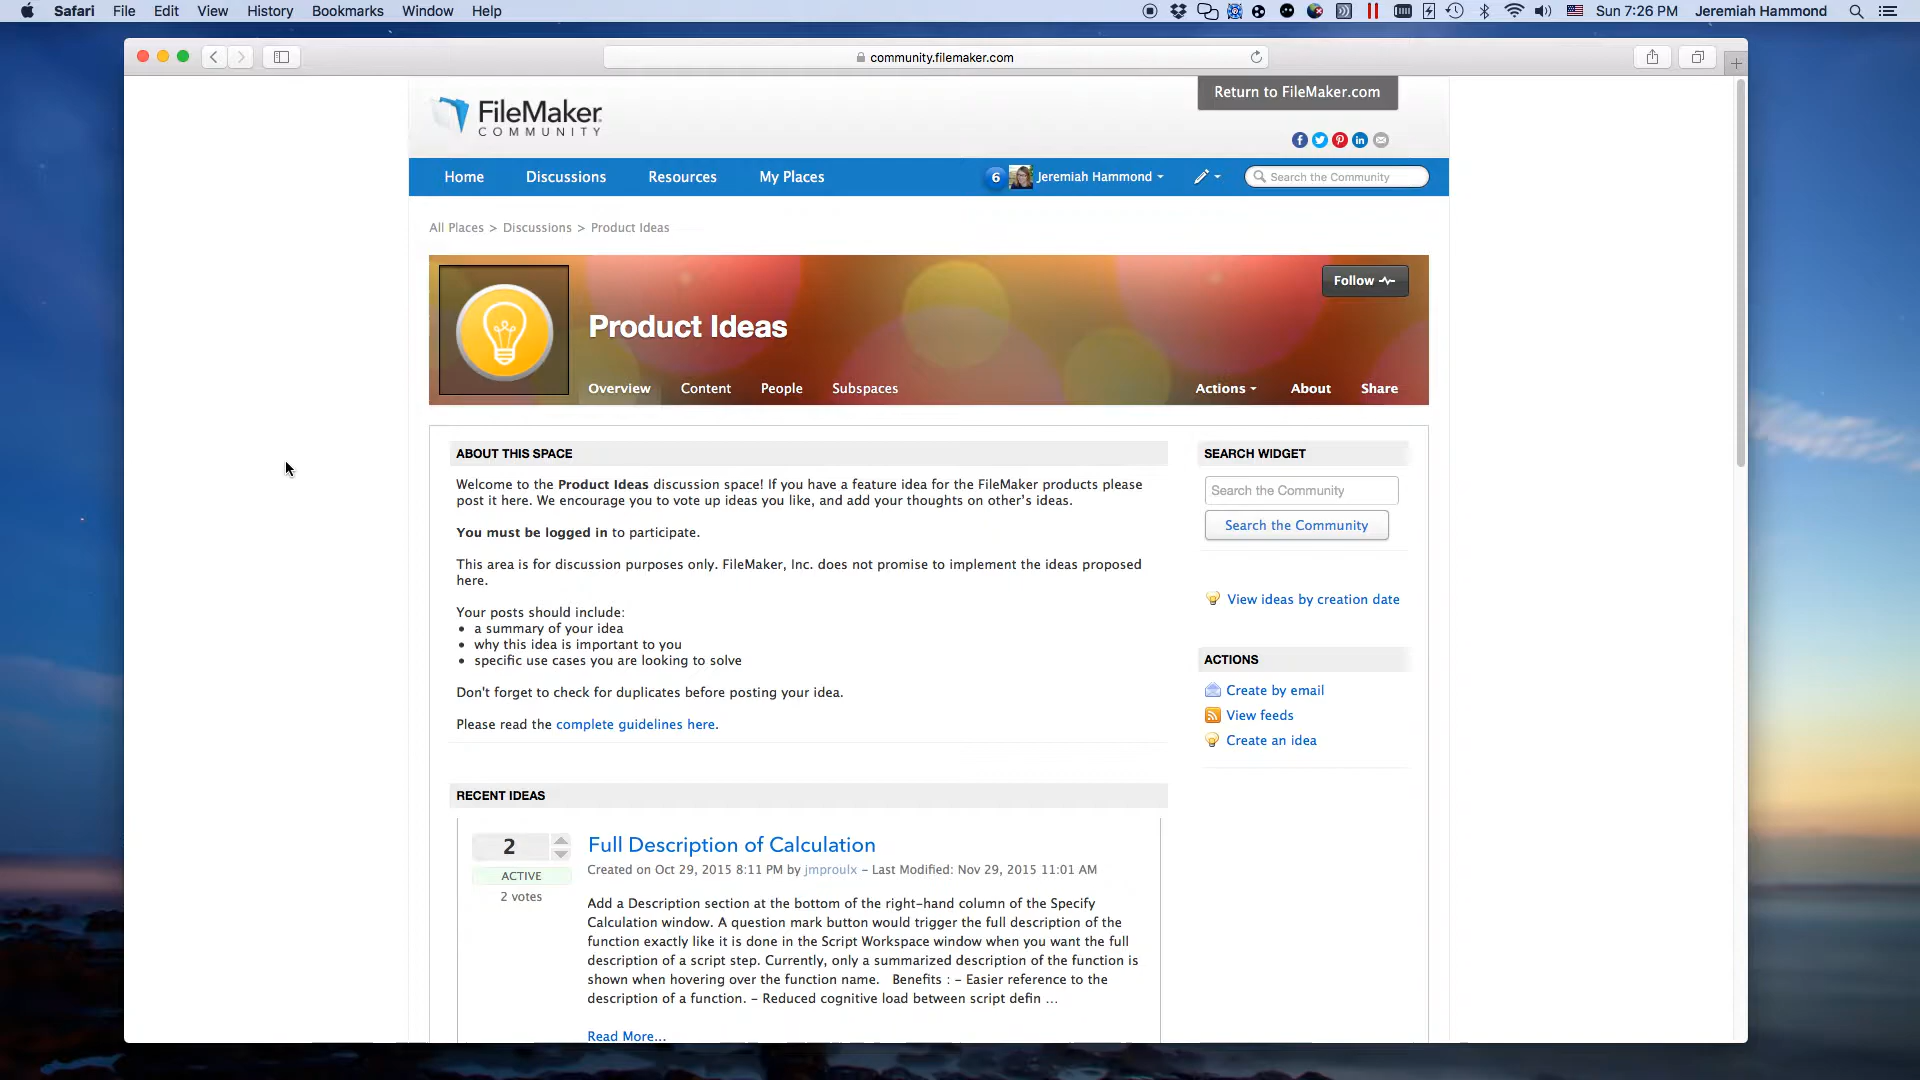 Safari File Edit View History Bookmarks Window Help Sun 7:26 PM Jeremiah Hammond
community.filemaker.com
Return to FileMaker.com
FileMaker
COMMUNITY
Home Discussions Resources My Places 6 Jeremiah Hammond Search the Community
All Places > Discussions > Product Ideas
Follow
Product Ideas
Overview Content People Subspaces Actions About Share
ABOUT THIS SPACE
Welcome to the Product Ideas discussion space! If you have a feature idea for the FileMaker products please
post it here. We encourage you to vote up ideas you like, and add your thoughts on other's ideas.
You must be logged in to participate.
This area is for discussion purposes only. FileMaker, Inc. does not promise to implement the ideas proposed
here.
Your posts should include:
• a summary of your idea
• why this idea is important to you
• specific use cases you are looking to solve
Don't forget to check for duplicates before posting your idea.
Please read the complete guidelines here.
SEARCH WIDGET
Search the Community
Search the Community
View ideas by creation date
ACTIONS
Create by email
View feeds
Create an idea
RECENT IDEAS
2
ACTIVE
2 votes
Full Description of Calculation
Created on Oct 29, 2015 8:11 PM by jmproulx – Last Modified: Nov 29, 2015 11:01 AM
Add a Description section at the bottom of the right-hand column of the Specify
Calculation window. A question mark button would trigger the full description of the
function exactly like it is done in the Script Workspace window when you want the full
description of a script step. Currently, only a summarized description of the function is
shown when hovering over the function name.   Benefits : - Easier reference to the
description of a function. - Reduced cognitive load between script defin ...
Read More...